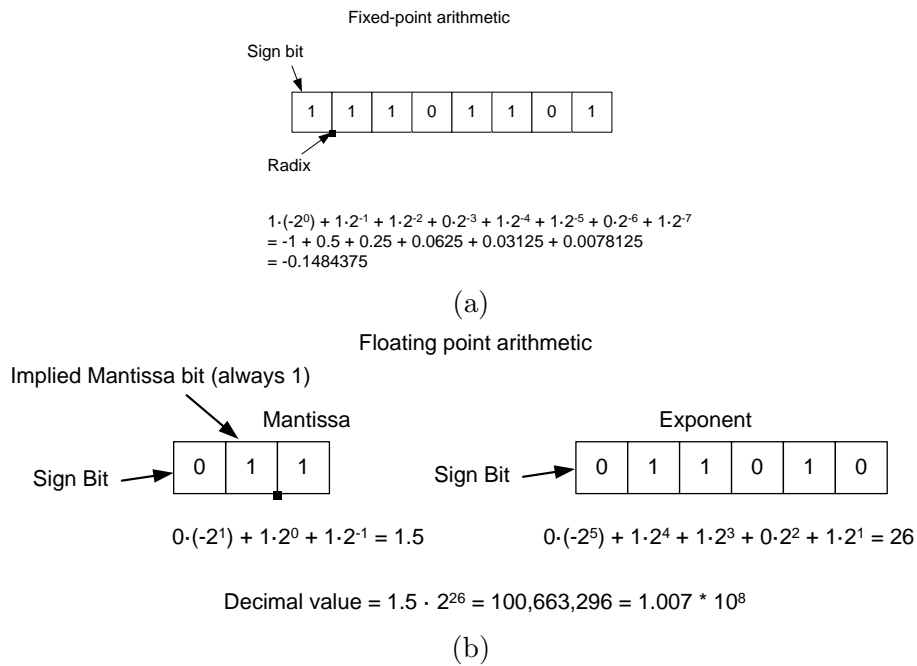 Fixed-point arithmetic
Sign bit
1 1 1 0 1 1 0 1
Radix
1·(-2⁰) + 1·2⁻¹ + 1·2⁻² + 0·2⁻³ + 1·2⁻⁴ + 1·2⁻⁵ + 0·2⁻⁶ + 1·2⁻⁷
= -1 + 0.5 + 0.25 + 0.0625 + 0.03125 + 0.0078125
= -0.1484375
(a)
Floating point arithmetic
Implied Mantissa bit (always 1)
Mantissa Exponent
Sign Bit 0 1 1 Sign Bit 0 1 1 0 1 0
0·(-2¹) + 1·2⁰ + 1·2⁻¹ = 1.5 0·(-2⁵) + 1·2⁴ + 1·2³ + 0·2² + 1·2¹ = 26
Decimal value = 1.5 · 2²⁶ = 100,663,296 = 1.007 * 10⁸
(b)